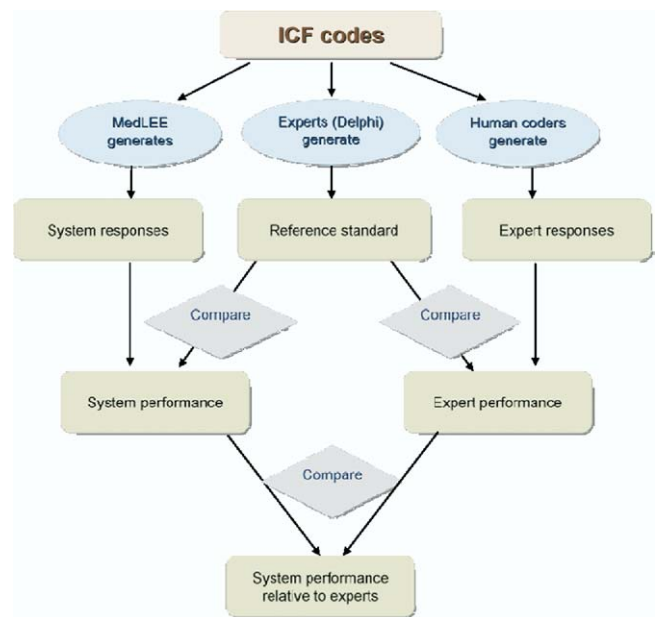 ICF codes
MedLEE
generates
Experts (Delphi)
generate
Human coders
generate
System responses
Reference standard
Expert responses
Compare
Compare
System performance
Expert performance
Compare
System performance
relative to experts